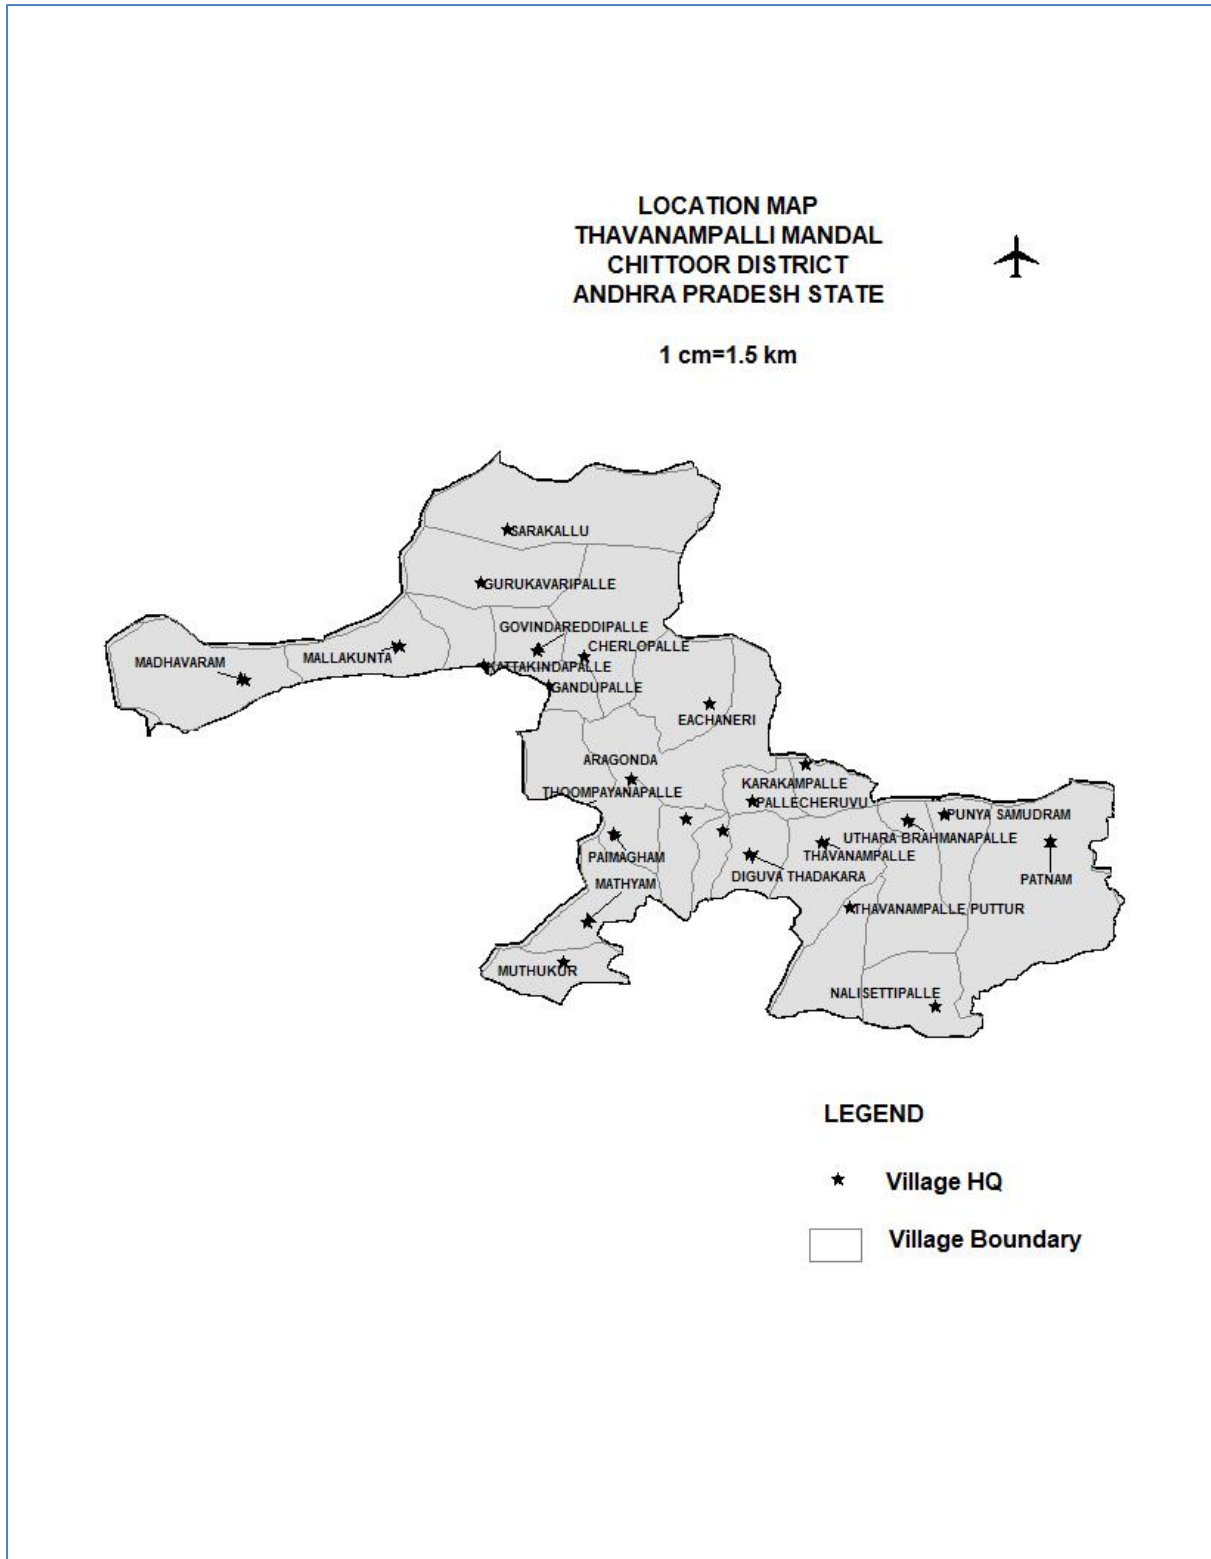 LOCATION MAP
THAVANAMPALLI MANDAL
CHITTOOR DISTRICT
ANDHRA PRADESH STATE
1 cm=1.5 km
SARAKALLU
GURUKAVARIPALLE
GOVINDAREDDIPALLE
CHERLOPALLE
MALLAKUNTA
MADHAVARAM
KATTAKINDAPALLE
GANDUPALLE
EACHANERI
ARAGONDA
KARAKAMPALLE
THOOMPAYANAPALLE
PALLECHERUVU
PUNYA SAMUDRAM
UTHARA BRAHMANAPALLE
PAIMAGHAM
THAVANAMPALLE
DIGUVA THADAKARA
PATNAM
MATHYAM
THAVANAMPALLE PUTTUR
MUTHUKUR
NALISETTIPALLE
LEGEND
Village HQ
Village Boundary